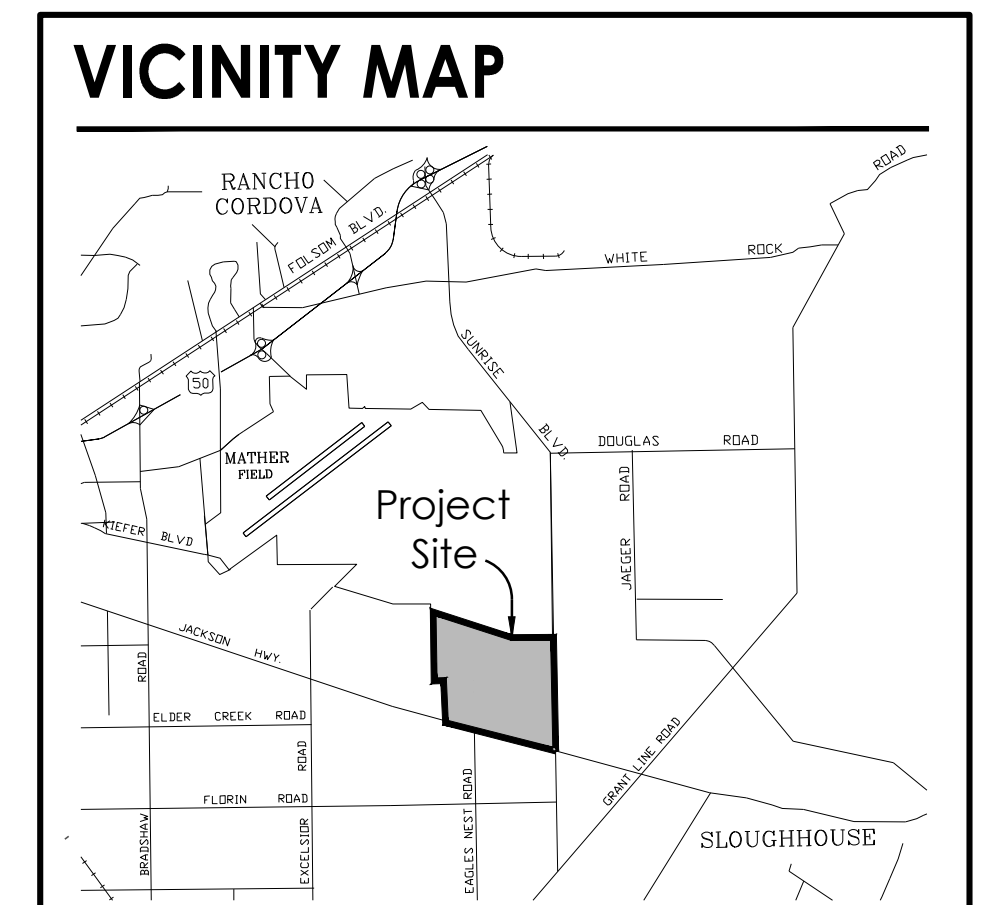 VICINITY MAP
ROAD
RANCHO
CORDOVA
FOLSOM BLVD.
WHITE ROCK
SUNRISE BLVD.
50
DOUGLAS ROAD
MATHER
FIELD
JAEGER ROAD
Project
Site
KIEFER BLVD
JACKSON HWY.
ELDER CREEK ROAD
FLORIN ROAD
BRADSHAW ROAD
EXCELSIOR ROAD
EAGLES NEST ROAD
GRANT LINE ROAD
SLOUGHHOUSE